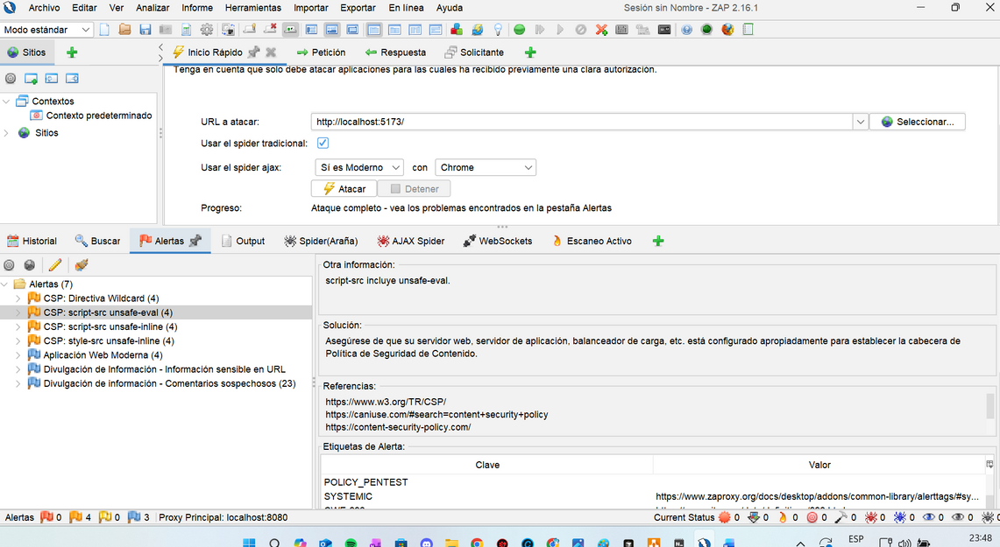 Archivo Editar Ver Analizar Informe Herramientas Importar Exportar En línea Ayuda Sesión sin Nombre - ZAP 2.16.1
Modo estándar
Sitios
Inicio Rápido Petición Respuesta Solicitante
Tenga en cuenta que solo debe atacar aplicaciones para las cuales ha recibido previamente una clara autorización.
Contextos
Contexto predeterminado
Sitios
URL a atacar: http://localhost:5173/ Seleccionar...
Usar el spider tradicional:
Usar el spider ajax: Sí es Moderno con Chrome
Atacar Detener
Progreso: Ataque completo - vea los problemas encontrados en la pestaña Alertas
Historial Buscar Alertas Output Spider(Araña) AJAX Spider WebSockets Escaneo Activo
Alertas (7)
CSP: Directiva Wildcard (4)
CSP: script-src unsafe-eval (4)
CSP: script-src unsafe-inline (4)
CSP: style-src unsafe-inline (4)
Aplicación Web Moderna (4)
Divulgación de Información - Información sensible en URL
Divulgación de información - Comentarios sospechosos (23)
Otra información:
script-src incluye unsafe-eval.
Solución:
Asegúrese de que su servidor web, servidor de aplicación, balanceador de carga, etc. está configurado apropiadamente para establecer la cabecera de
Política de Seguridad de Contenido.
Referencias:
https://www.w3.org/TR/CSP/
https://caniuse.com/#search=content+security+policy
https://content-security-policy.com/
Etiquetas de Alerta:
Clave Valor
POLICY_PENTEST
SYSTEMIC https://www.zaproxy.org/docs/desktop/addons/common-library/alerttags/#sy...
Alertas 0 4 0 3 Proxy Principal: localhost:8080 Current Status 0 0 0 0 0 0 0 0 0 0
ESP 23:48